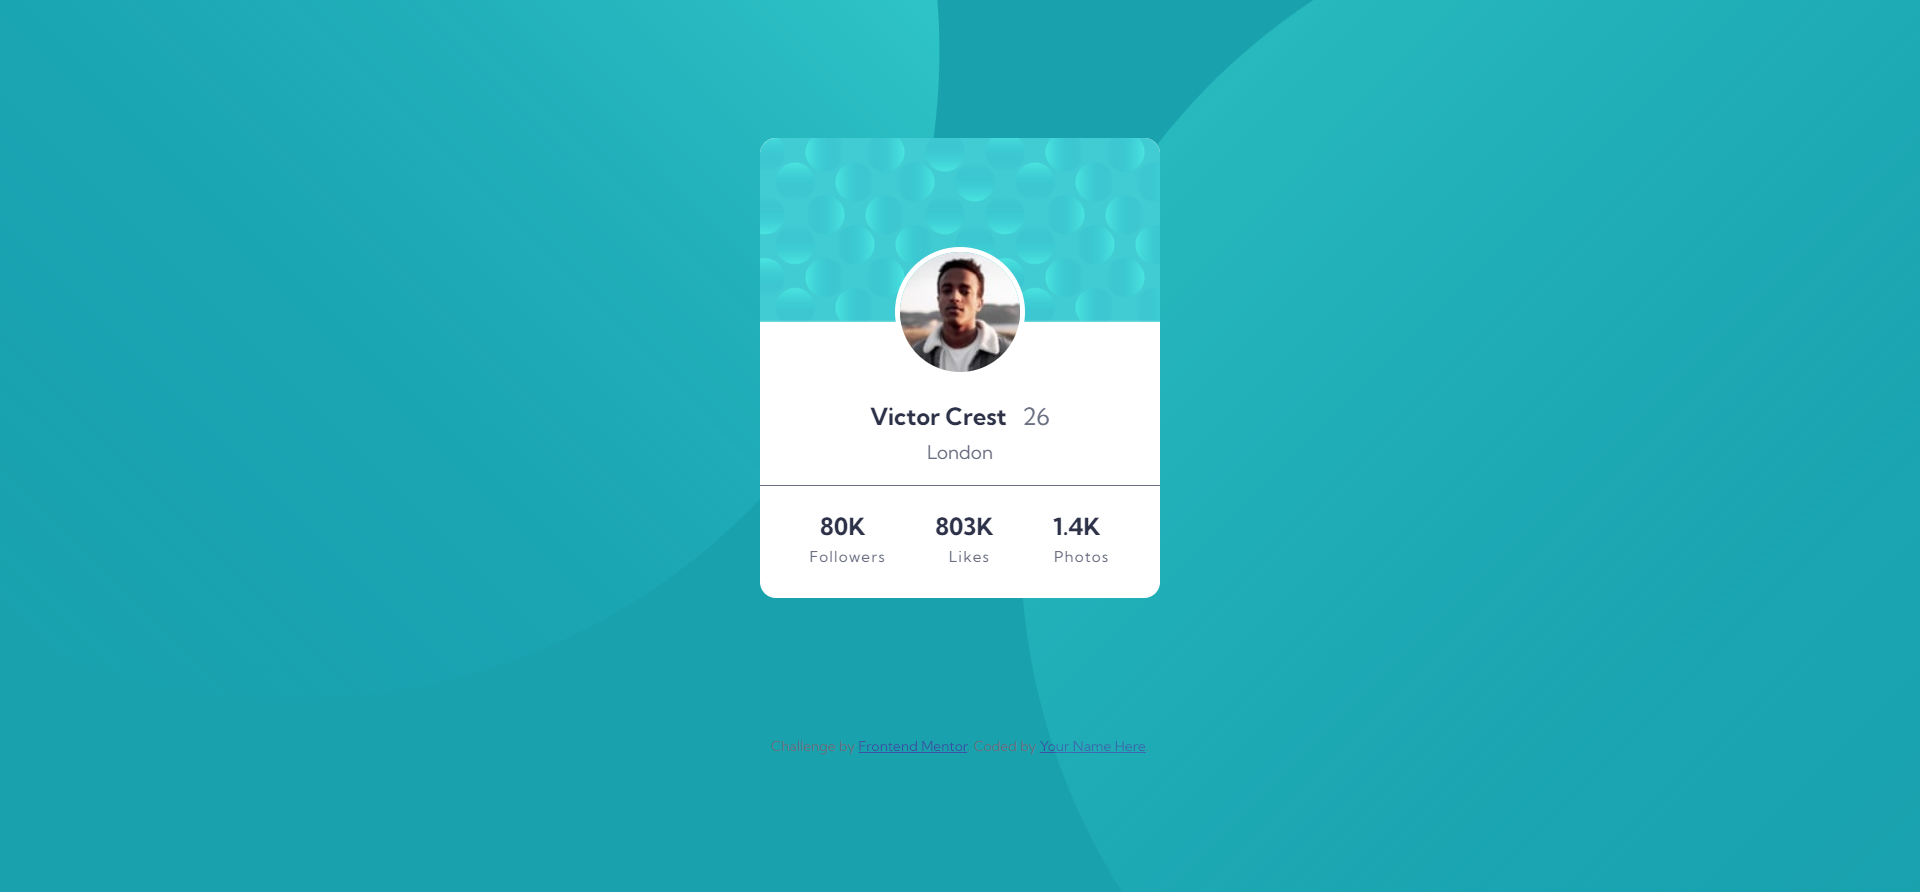 Victor Crest 26
London
80K 803K 1.4K
Followers Likes Photos
Challenge by Frontend Mentor. Coded by Your Name Here.